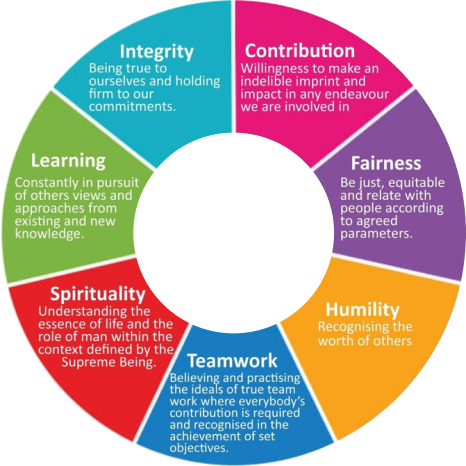 Integrity
Being true to
ourselves and holding
firm to our
commitments.
Contribution
Willingness to make an
indelible imprint and
impact in any endeavour
we are involved in
Fairness
Be just, equitable
and relate with
people according
to agreed
parameters.
Humility
Recognising the
worth of others
Teamwork
Believing and practising
the ideals of true team
work where everybody's
contribution is required
and recognised in the
achievement of set
objectives.
Spirituality
Understanding the
essence of life and the
role of man within the
context defined by the
Supreme Being.
Learning
Constantly in pursuit
of others views and
approaches from
existing and new
knowledge.